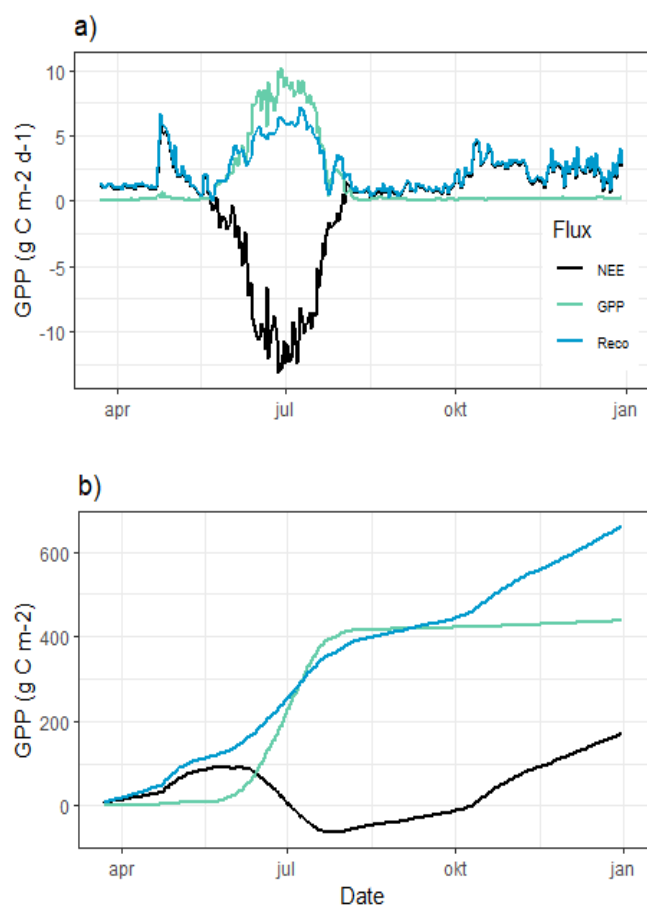 a)
GPP (g C m-2 d-1)
10
5
0
-5
-10
Flux
NEE
GPP
Reco
apr
jul
okt
jan
b)
GPP (g C m-2)
600
400
200
0
apr
jul
okt
jan
Date